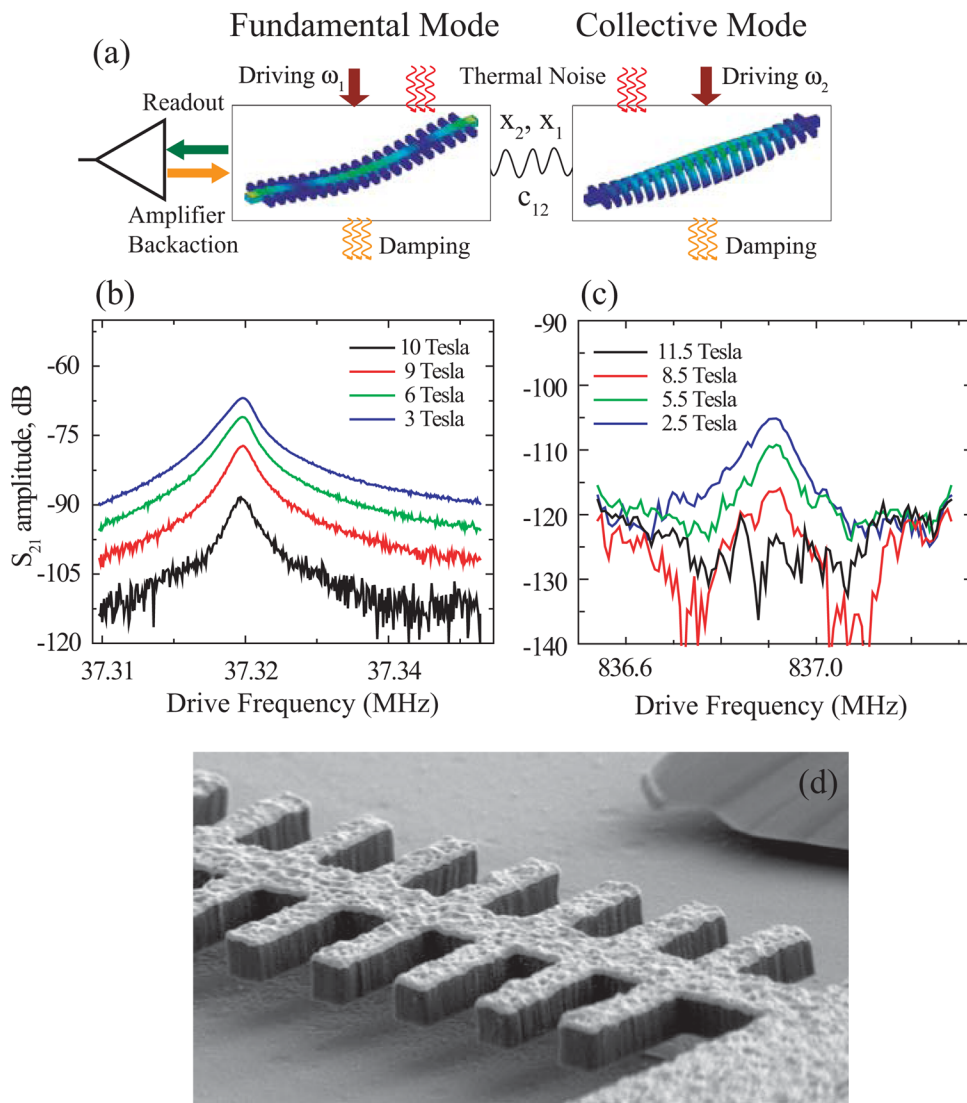 Fundamental Mode
Collective Mode
(a)
Driving ω1
Thermal Noise
Driving ω2
Readout
x2, x1
c12
Amplifier
Backaction
Damping
Damping
(b)
(c)
S21 amplitude, dB
-60
-75
-90
-105
-120
10 Tesla
9 Tesla
6 Tesla
3 Tesla
37.31
37.32
37.34
Drive Frequency (MHz)
-90
-100
-110
-120
-130
-140
11.5 Tesla
8.5 Tesla
5.5 Tesla
2.5 Tesla
836.6
837.0
Drive Frequency (MHz)
(d)